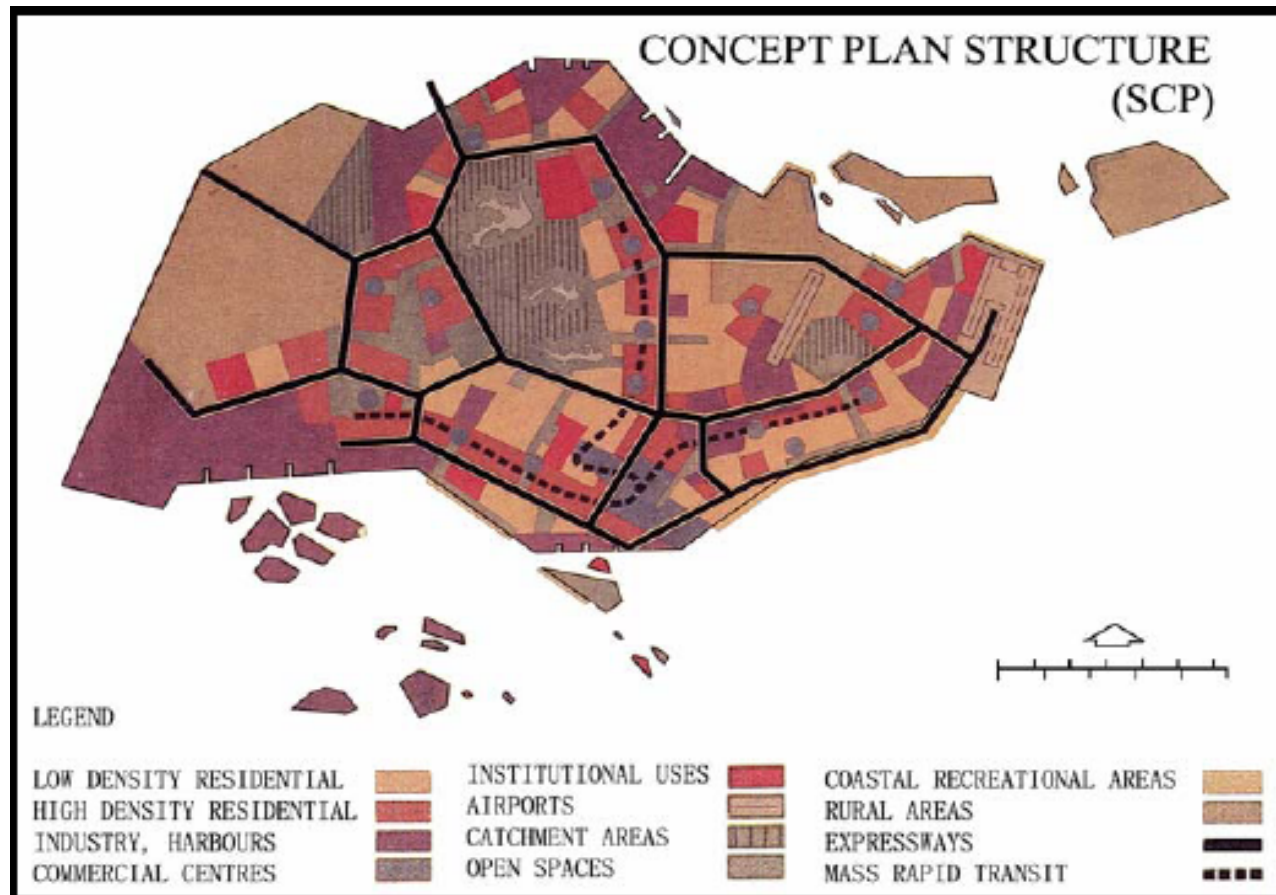 CONCEPT PLAN STRUCTURE
(SCP)
LEGEND
LOW DENSITY RESIDENTIAL
HIGH DENSITY RESIDENTIAL
INDUSTRY, HARBOURS
COMMERCIAL CENTRES
INSTITUTIONAL USES
AIRPORTS
CATCHMENT AREAS
OPEN SPACES
COASTAL RECREATIONAL AREAS
RURAL AREAS
EXPRESSWAYS
MASS RAPID TRANSIT